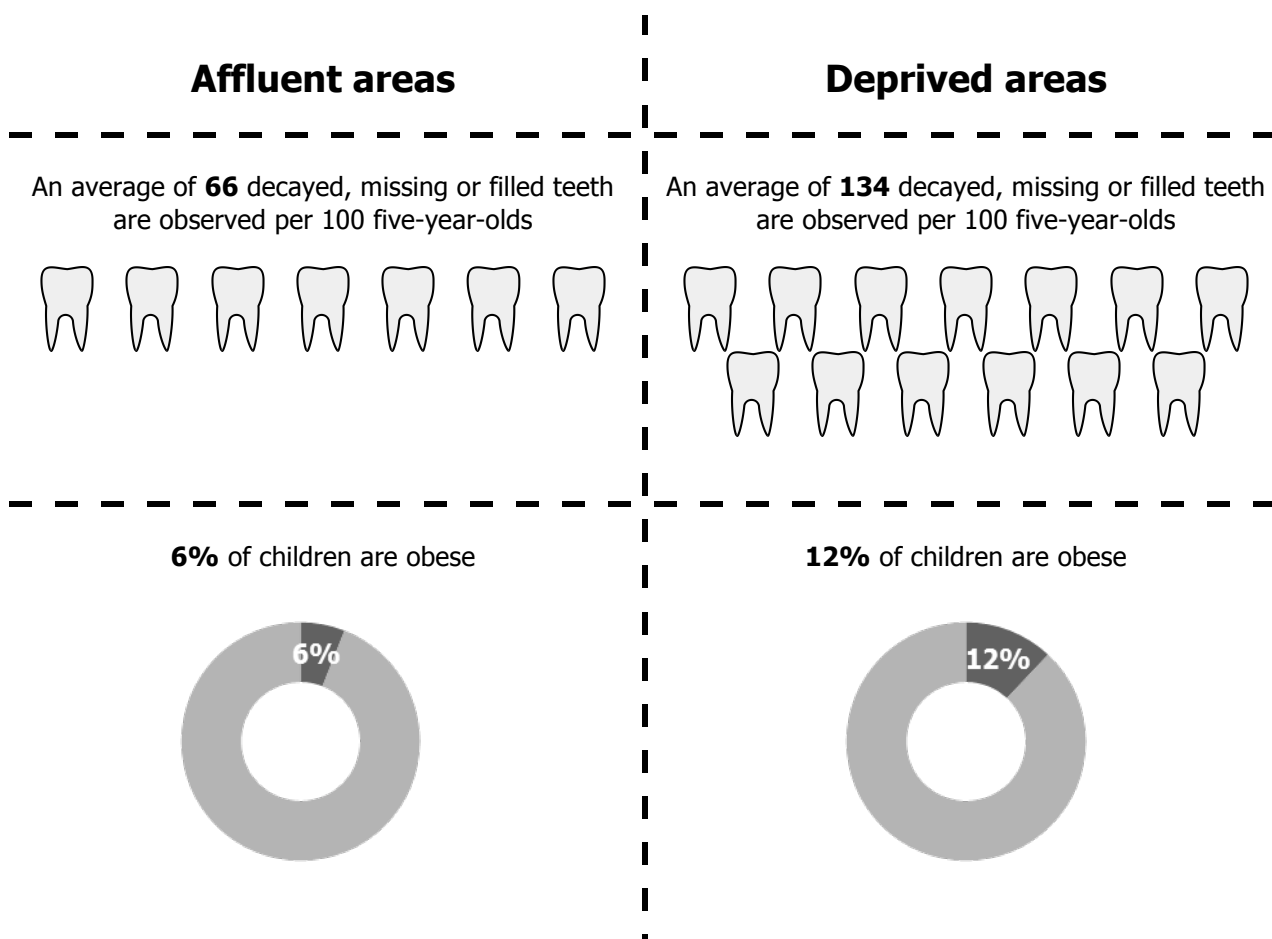 Affluent areas
Deprived areas
An average of 66 decayed, missing or filled teeth
are observed per 100 five-year-olds
An average of 134 decayed, missing or filled teeth
are observed per 100 five-year-olds
6% of children are obese
12% of children are obese
6%
12%